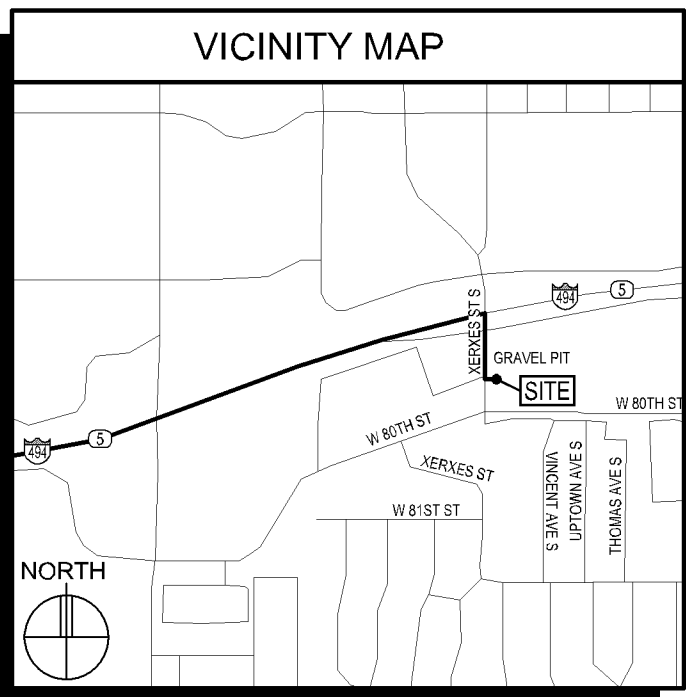 VICINITY MAP
494
5
XERXES ST S
GRAVEL PIT
SITE
W 80TH ST
5
494
W 80TH ST
XERXES ST
VINCENT AVE S
UPTOWN AVE S
THOMAS AVE S
W 81ST ST
NORTH